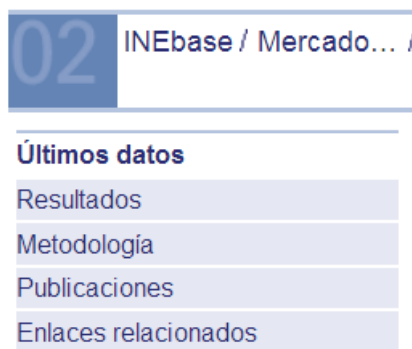 02
INEbase / Mercado... /
Últimos datos
Resultados
Metodología
Publicaciones
Enlaces relacionados